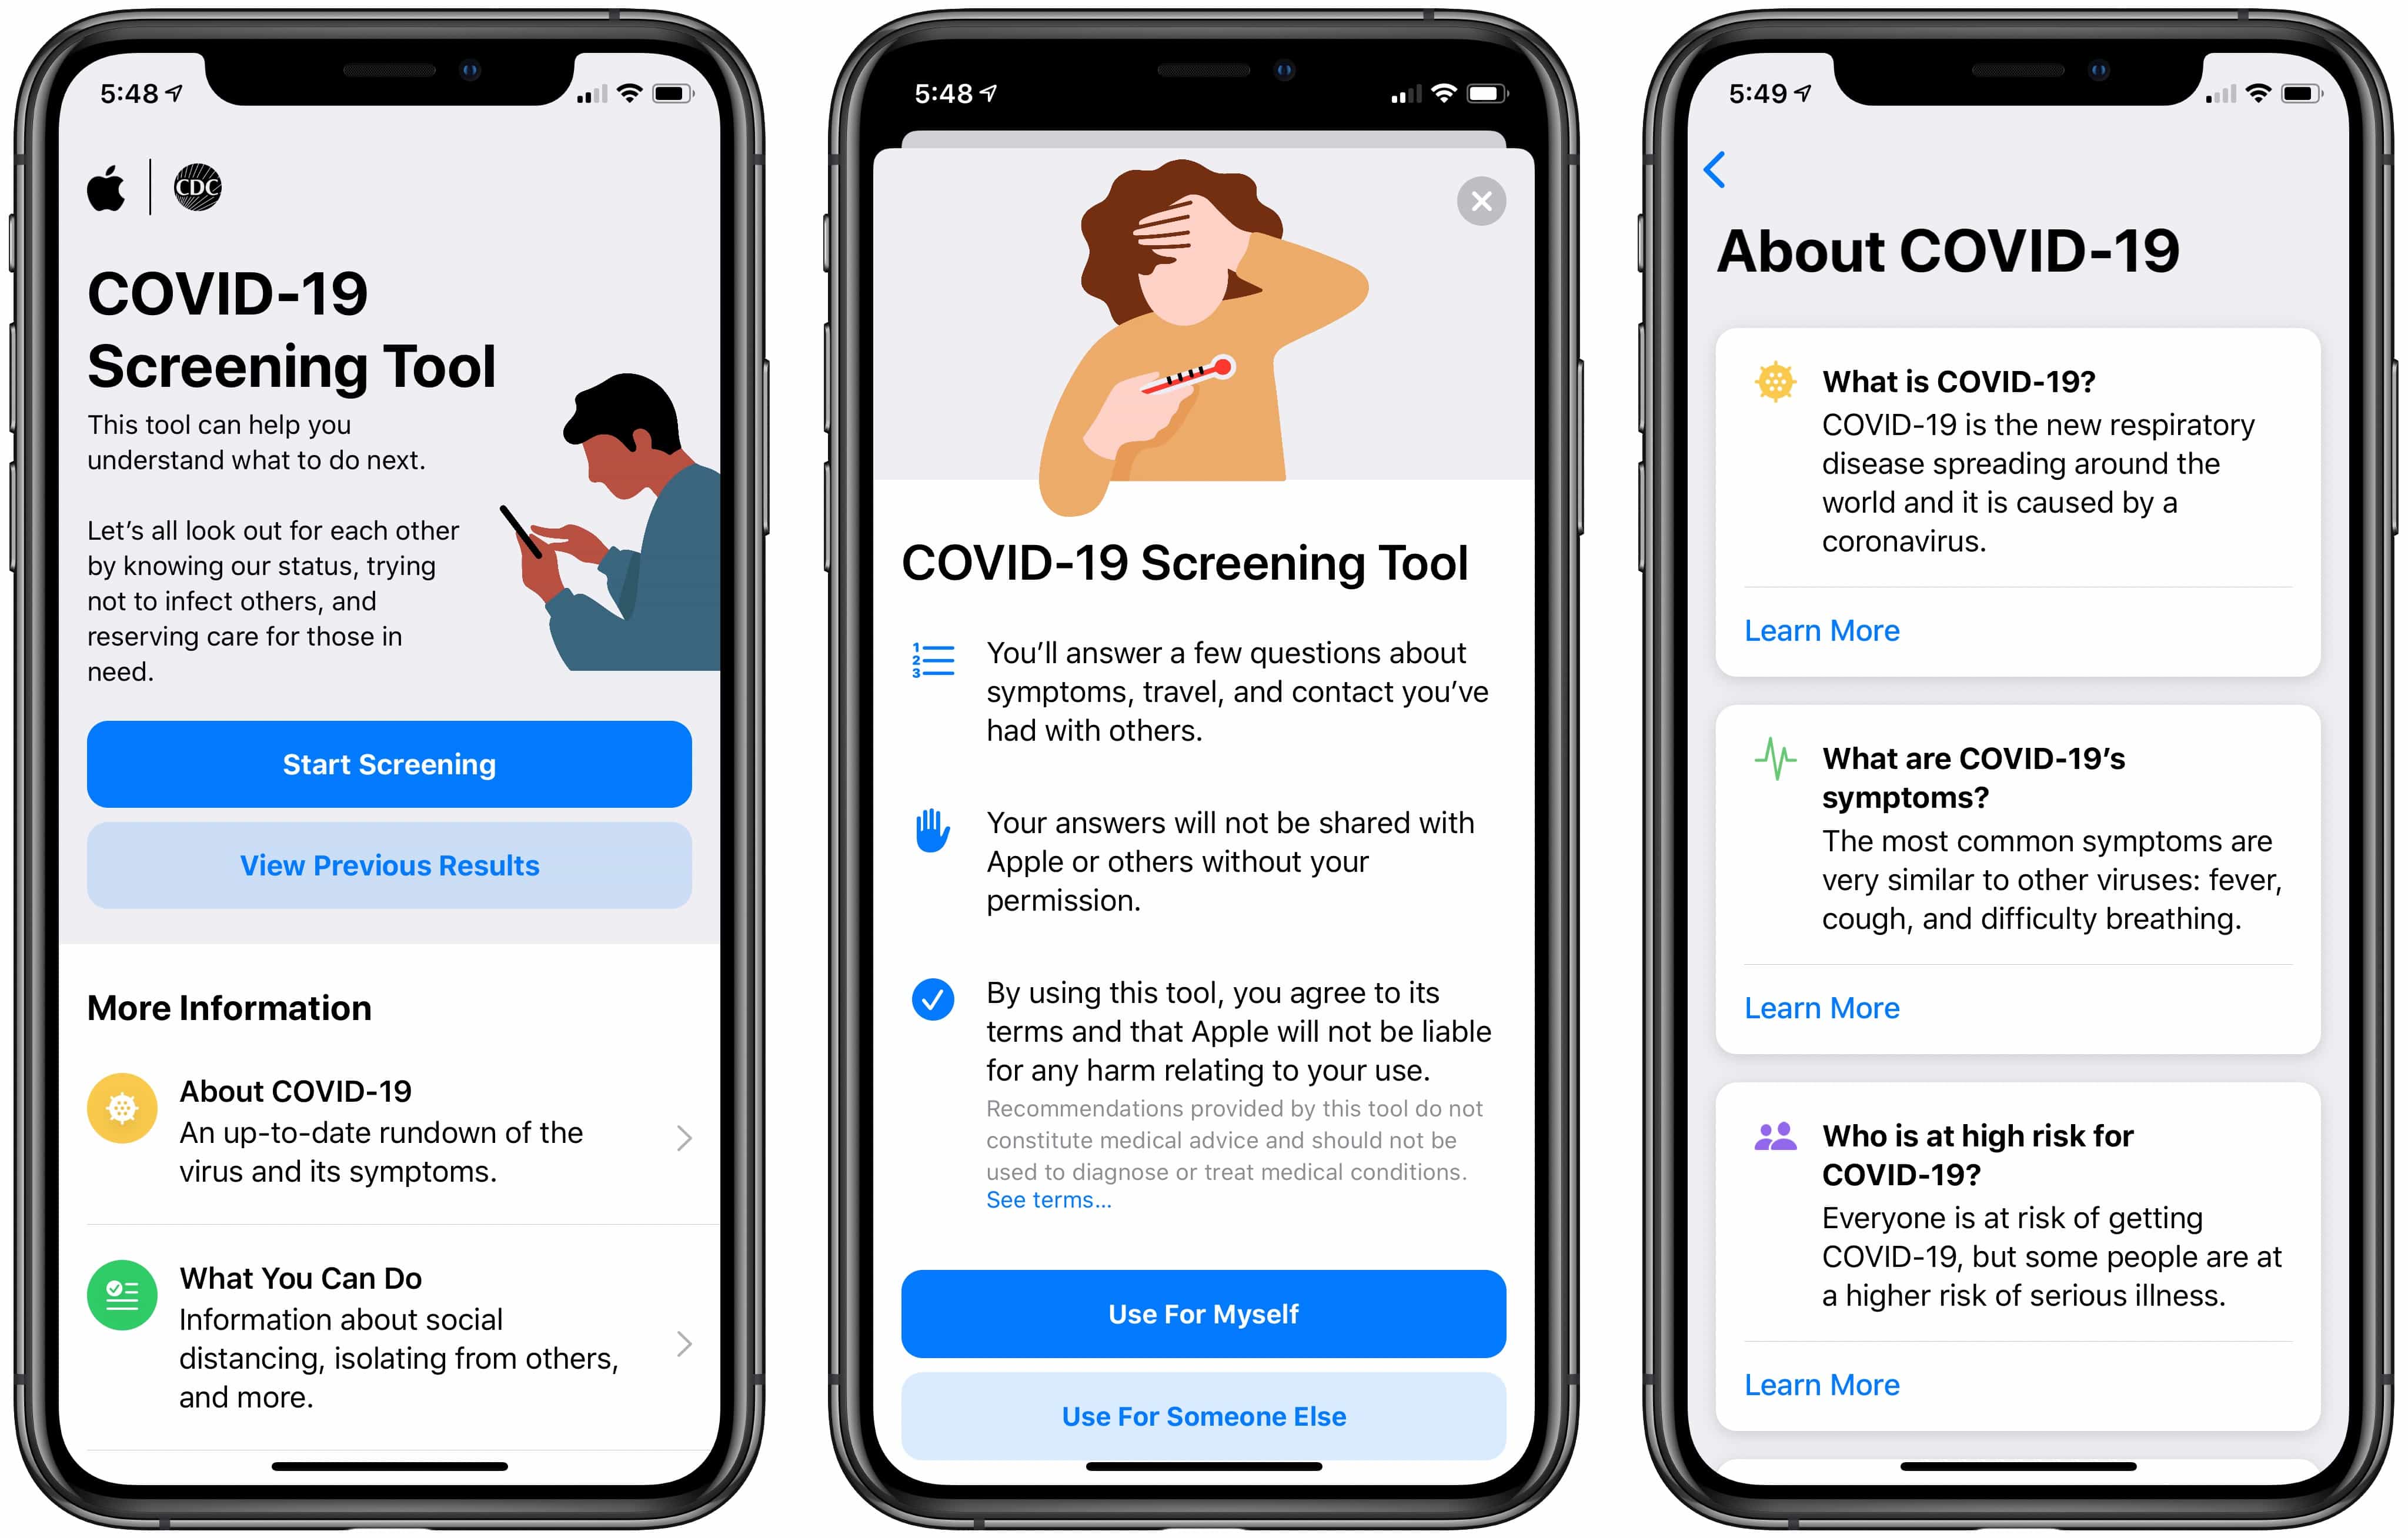 5:48
CDC
COVID-19
Screening Tool
This tool can help you
understand what to do next.
Let’s all look out for each other
by knowing our status, trying
not to infect others, and
reserving care for those in
need.
Start Screening
View Previous Results
More Information
About COVID-19
An up-to-date rundown of the
virus and its symptoms.
What You Can Do
Information about social
distancing, isolating from others,
and more.
5:48
COVID-19 Screening Tool
1
2
3
You’ll answer a few questions about
symptoms, travel, and contact you’ve
had with others.
Your answers will not be shared with
Apple or others without your
permission.
By using this tool, you agree to its
terms and that Apple will not be liable
for any harm relating to your use.
Recommendations provided by this tool do not
constitute medical advice and should not be
used to diagnose or treat medical conditions.
See terms...
Use For Myself
Use For Someone Else
5:49
About COVID-19
What is COVID-19?
COVID-19 is the new respiratory
disease spreading around the
world and it is caused by a
coronavirus.
Learn More
What are COVID-19’s
symptoms?
The most common symptoms are
very similar to other viruses: fever,
cough, and difficulty breathing.
Learn More
Who is at high risk for
COVID-19?
Everyone is at risk of getting
COVID-19, but some people are at
a higher risk of serious illness.
Learn More